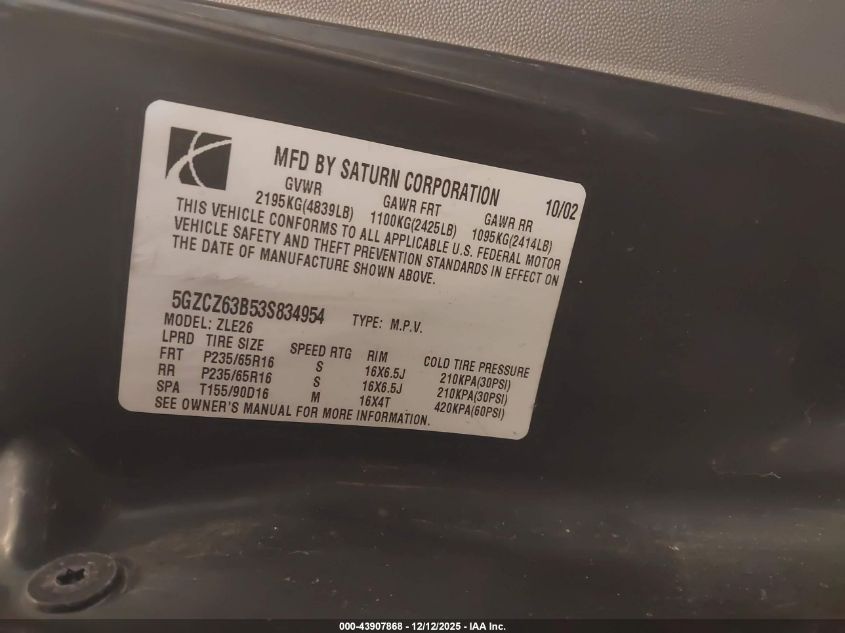 MFD BY SATURN CORPORATION 10/02
GVWR GAWR FRT GAWR RR
2195KG(4839LB) 1100KG(2425LB) 1095KG(2414LB)
THIS VEHICLE CONFORMS TO ALL APPLICABLE U.S. FEDERAL MOTOR
VEHICLE SAFETY AND THEFT PREVENTION STANDARDS IN EFFECT ON
THE DATE OF MANUFACTURE SHOWN ABOVE.
5GZCZ63B53S834954 TYPE: M.P.V.
MODEL: ZLE26
LPRD TIRE SIZE SPEED RTG RIM COLD TIRE PRESSURE
FRT P235/65R16 S 16X6.5J 210KPA(30PSI)
RR P235/65R16 S 16X6.5J 210KPA(30PSI)
SPA T155/90D16 M 16X4T 420KPA(60PSI)
SEE OWNER'S MANUAL FOR MORE INFORMATION.
000-43907868 - 12/12/2025 - IAA Inc.